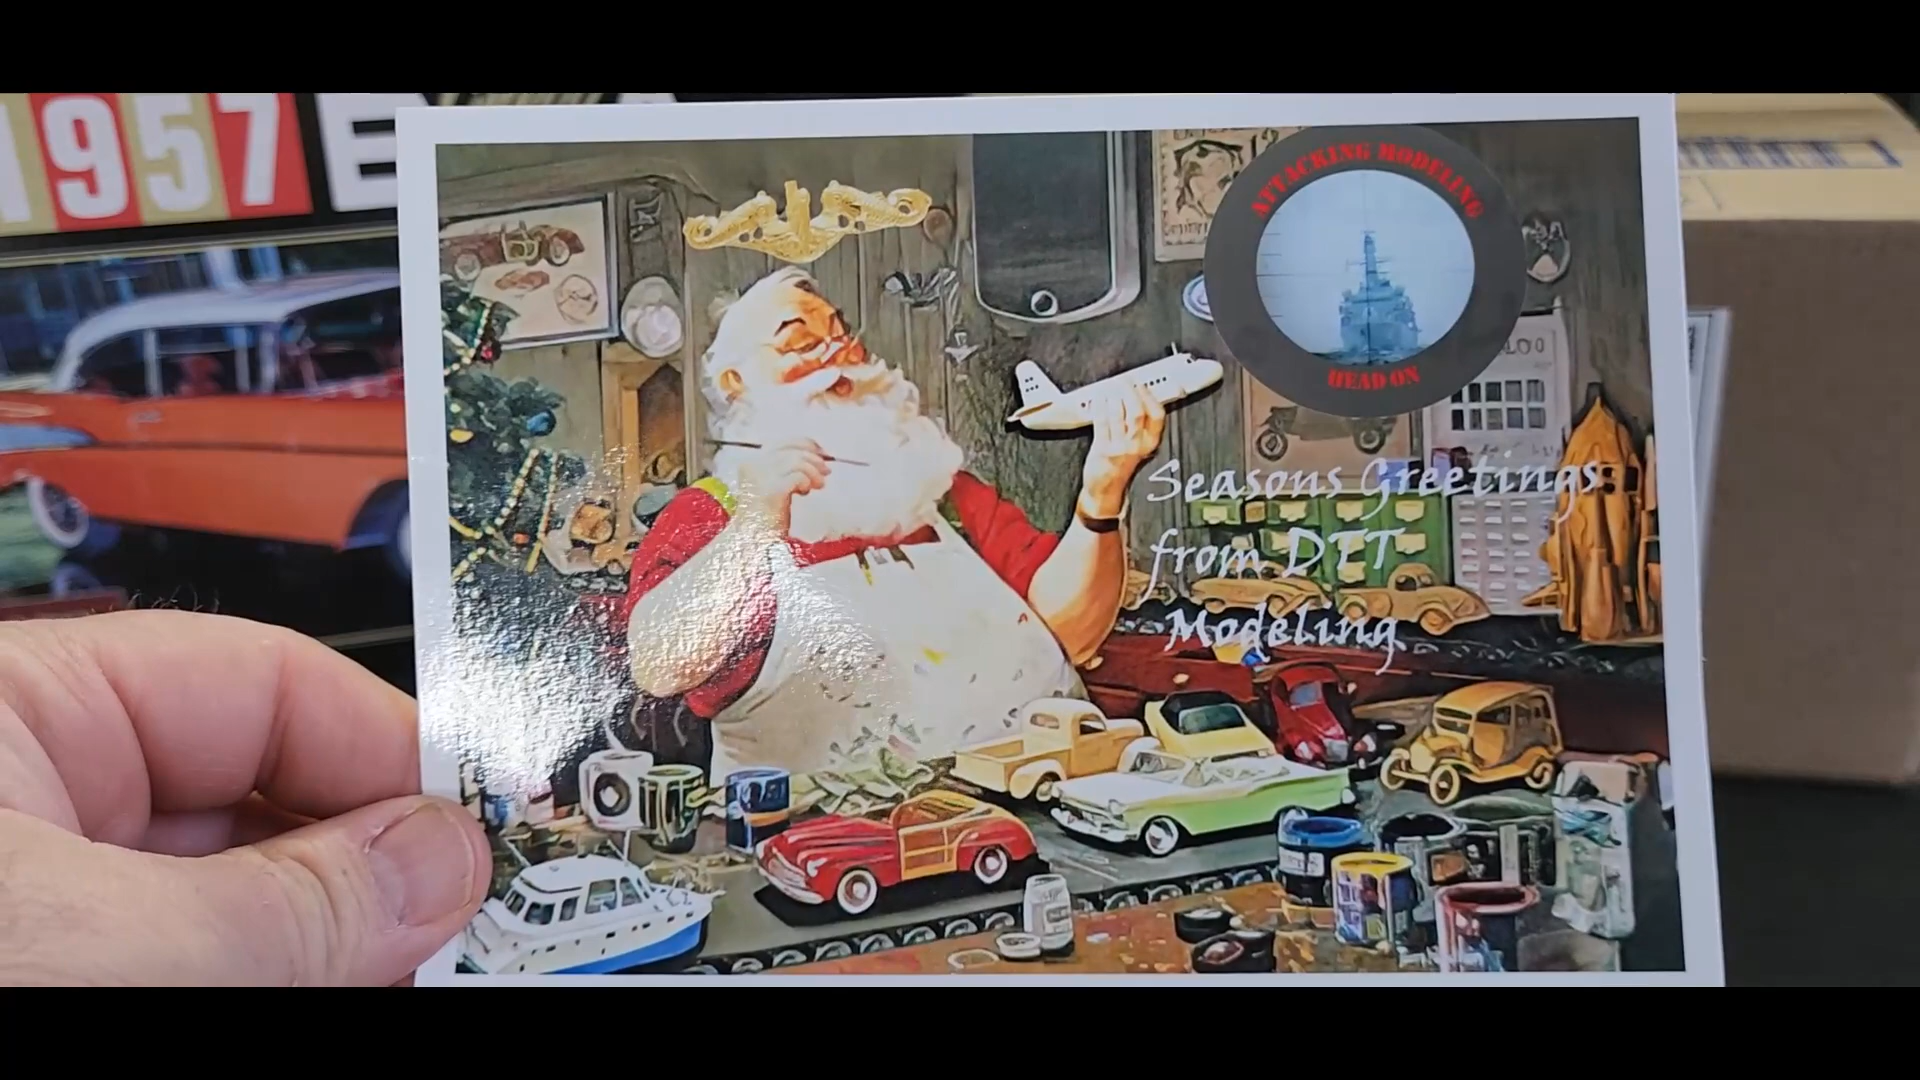 1957
ATTACKING MODELING
HEAD ON
Seasons Greetings
from DTT
Modeling